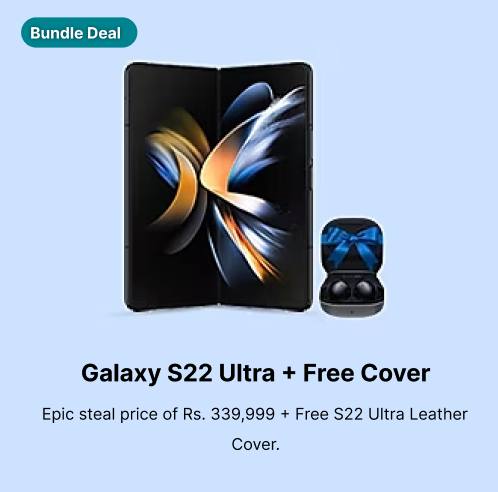 Bundle Deal
Galaxy S22 Ultra + Free Cover
Epic steal price of Rs. 339,999 + Free S22 Ultra Leather
Cover.